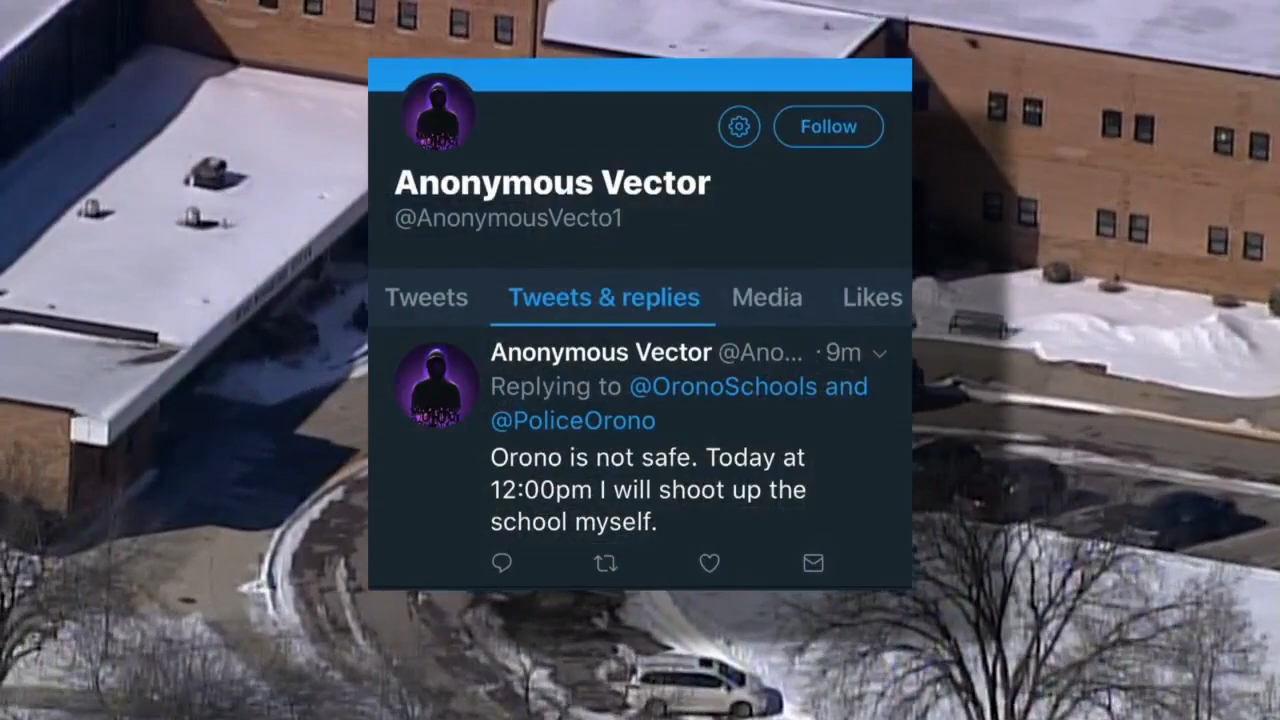 Follow
Anonymous Vector
@AnonymousVecto1
Tweets Tweets & replies Media Likes
Anonymous Vector @Ano... · 9m
Replying to @OronoSchools and
@PoliceOrono
Orono is not safe. Today at
12:00pm I will shoot up the
school myself.